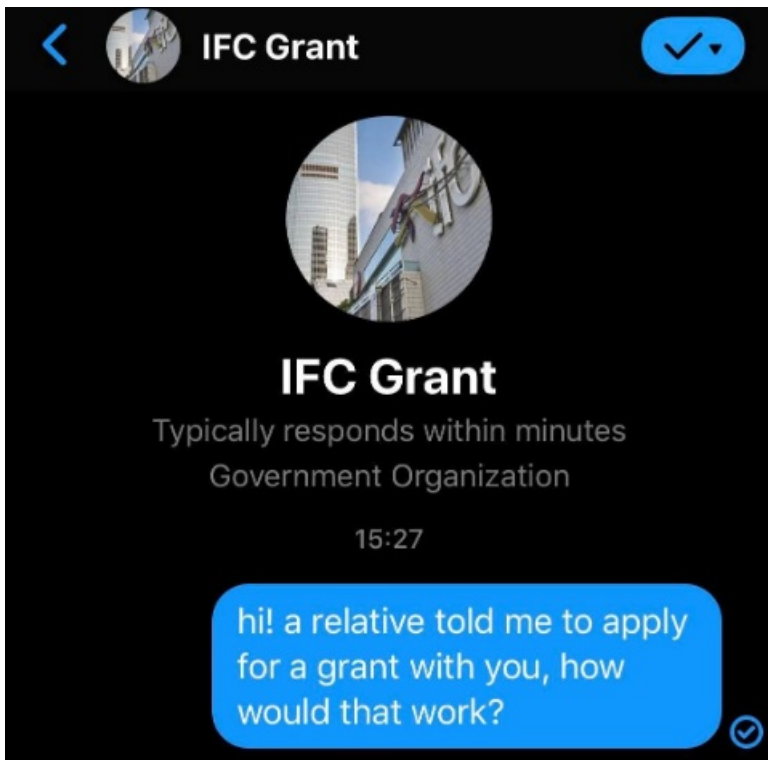 IFC Grant
ifc
IFC Grant
Typically responds within minutes
Government Organization
15:27
hi! a relative told me to apply
for a grant with you, how
would that work?